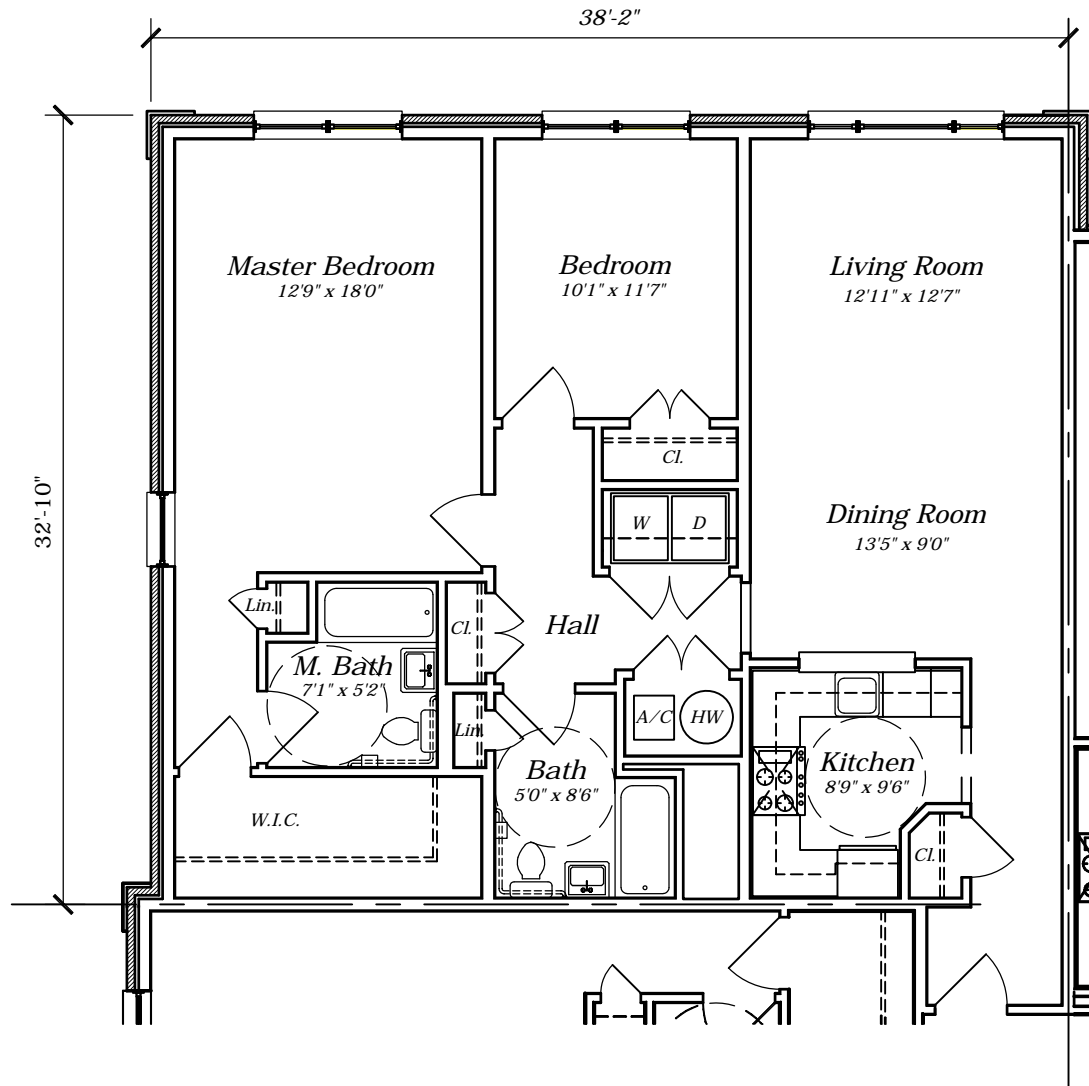 38'-2"
32'-10"
Master Bedroom
12'9" x 18'0"
Bedroom
10'1" x 11'7"
Living Room
12'11" x 12'7"
Cl.
W
D
Dining Room
13'5" x 9'0"
Lin.
Cl.
Hall
M. Bath
7'1" x 5'2"
Lin.
A/C
HW
Bath
5'0" x 8'6"
Kitchen
8'9" x 9'6"
W.I.C.
Cl.